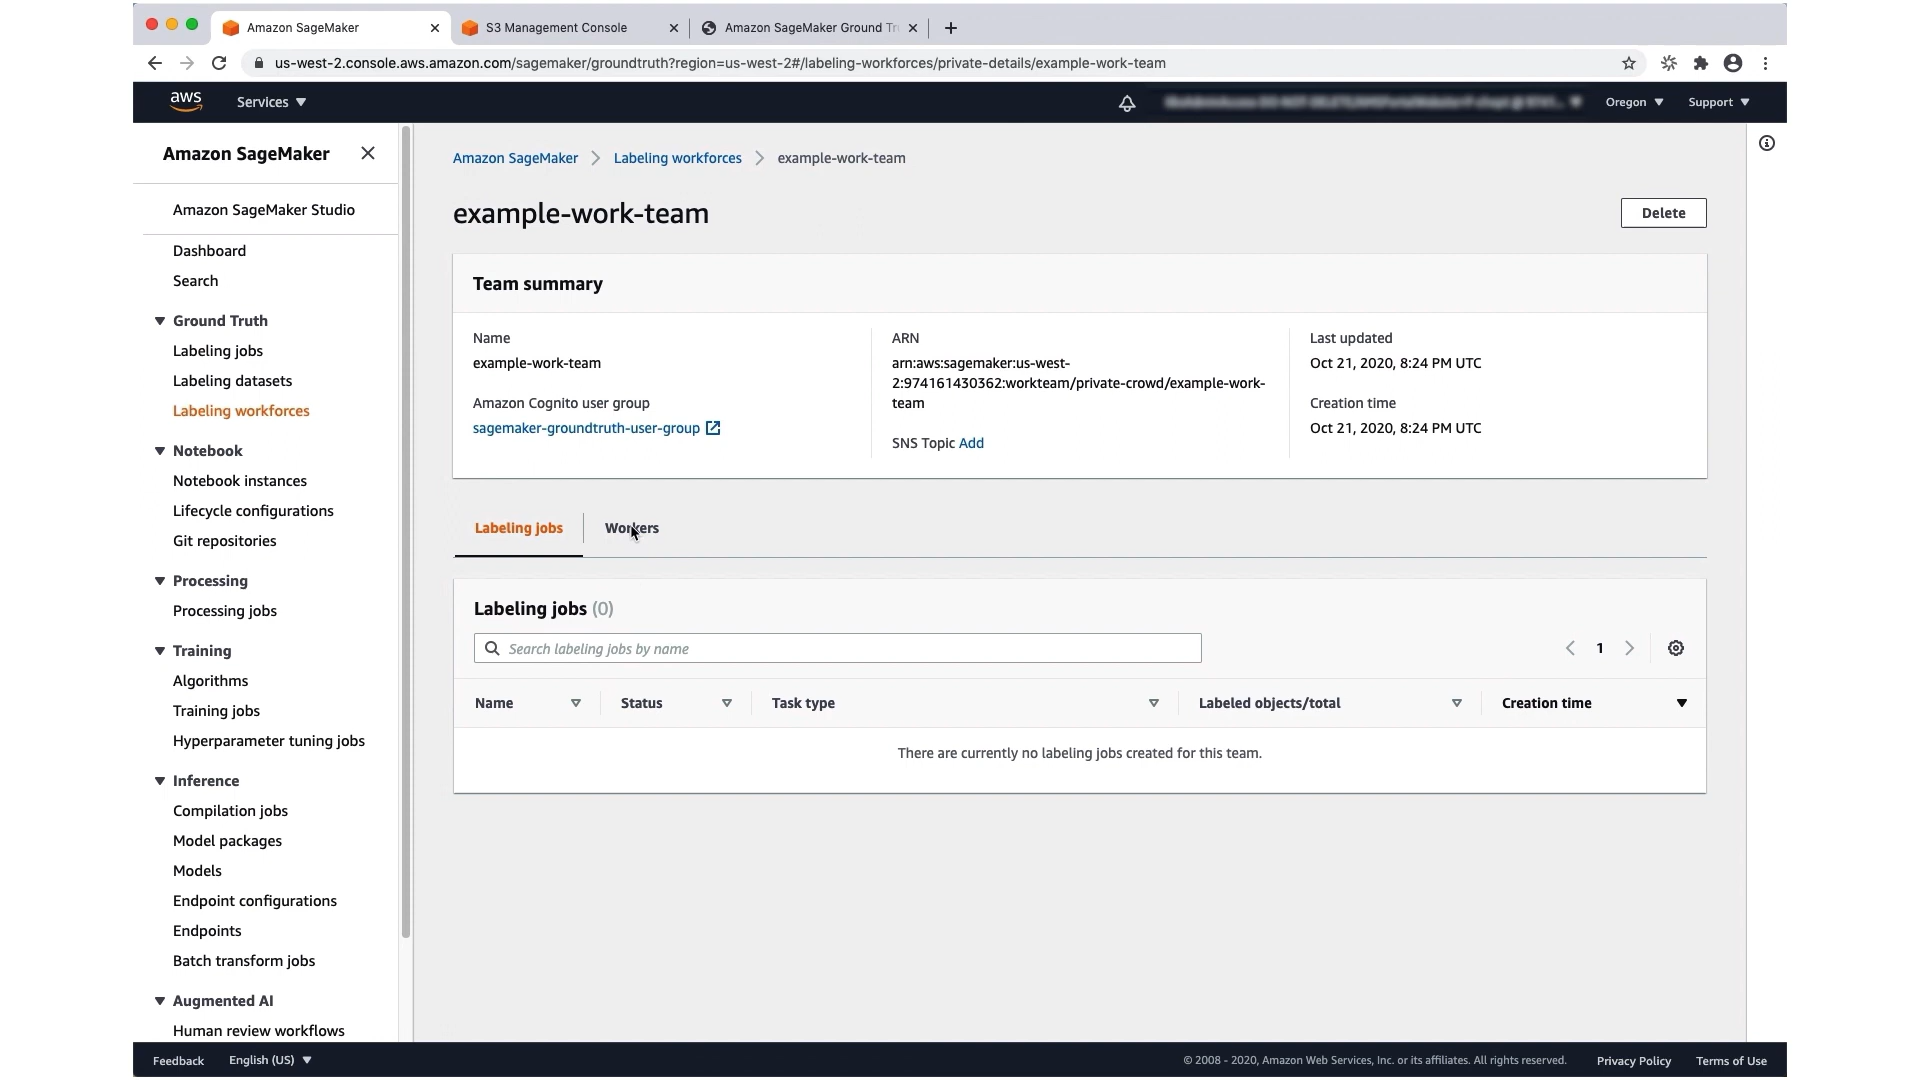 Amazon SageMaker
S3 Management Console
Amazon SageMaker Ground Tr
us-west-2.console.aws.amazon.com/sagemaker/groundtruth?region=us-west-2#/labeling-workforces/private-details/example-work-team
aws
Services
Oregon
Support
Amazon SageMaker
Amazon SageMaker Studio
Dashboard
Search
Ground Truth
Labeling jobs
Labeling datasets
Labeling workforces
Notebook
Notebook instances
Lifecycle configurations
Git repositories
Processing
Processing jobs
Training
Algorithms
Training jobs
Hyperparameter tuning jobs
Inference
Compilation jobs
Model packages
Models
Endpoint configurations
Endpoints
Batch transform jobs
Augmented AI
Human review workflows
Amazon SageMaker
Labeling workforces
example-work-team
example-work-team
Delete
Team summary
Name
example-work-team
Amazon Cognito user group
sagemaker-groundtruth-user-group
ARN
arn:aws:sagemaker:us-west-
2:974161430362:workteam/private-crowd/example-work-
team
SNS Topic Add
Last updated
Oct 21, 2020, 8:24 PM UTC
Creation time
Oct 21, 2020, 8:24 PM UTC
Labeling jobs
Workers
Labeling jobs (0)
Search labeling jobs by name
1
Name
Status
Task type
Labeled objects/total
Creation time
There are currently no labeling jobs created for this team.
Feedback
English (US)
© 2008 - 2020, Amazon Web Services, Inc. or its affiliates. All rights reserved.
Privacy Policy
Terms of Use